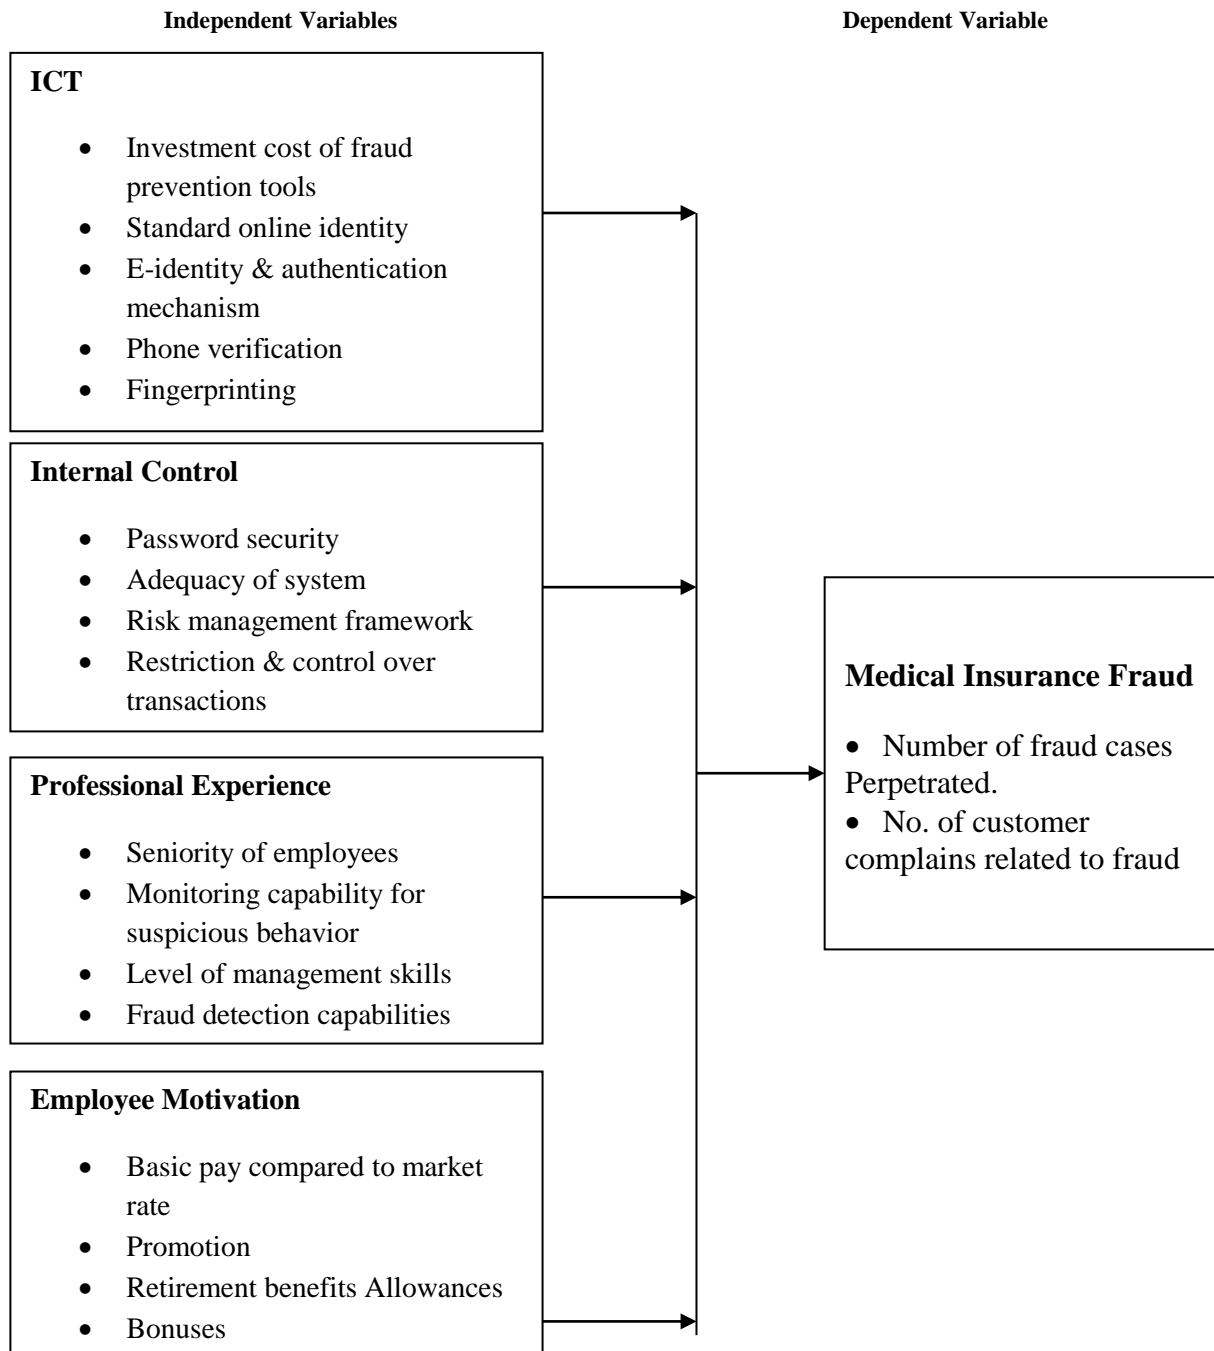 Independent Variables
Dependent Variable
ICT
• Investment cost of fraud
prevention tools
• Standard online identity
• E-identity & authentication
mechanism
• Phone verification
• Fingerprinting
Internal Control
• Password security
• Adequacy of system
• Risk management framework
• Restriction & control over
transactions
Professional Experience
• Seniority of employees
• Monitoring capability for
suspicious behavior
• Level of management skills
• Fraud detection capabilities
Employee Motivation
• Basic pay compared to market
rate
• Promotion
• Retirement benefits Allowances
• Bonuses
Medical Insurance Fraud
• Number of fraud cases
Perpetrated.
• No. of customer
complains related to fraud